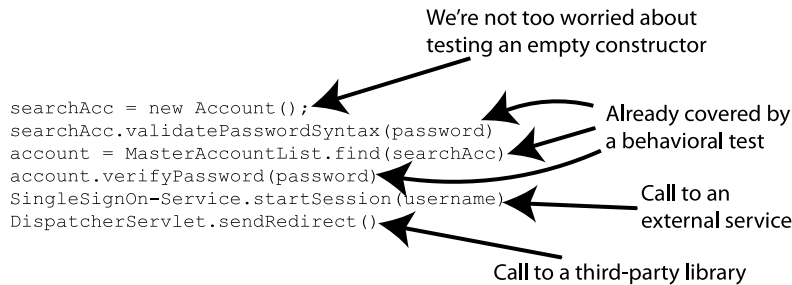 We're not too worried about
testing an empty constructor
searchAcc = new Account();
searchAcc.validatePasswordSyntax(password)
account = MasterAccountList.find(searchAcc)
account.verifyPassword(password)
SingleSignOn-Service.startSession(username)
DispatcherServlet.sendRedirect()
Already covered by
a behavioral test
Call to an
external service
Call to a third-party library